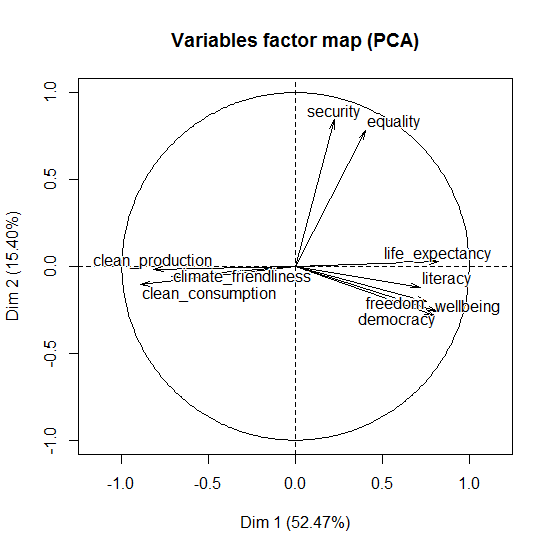 Variables factor map (PCA)
1.0
0.5
0.0
-0.5
-1.0
Dim 2 (15.40%)
security
equality
life_expectancy
clean_production
climate_friendliness
literacy
clean_consumption
freedom
wellbeing
democracy
-1.0 -0.5 0.0 0.5 1.0
Dim 1 (52.47%)